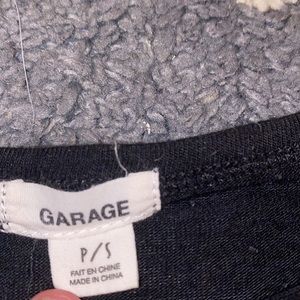 GARAGE
P/S
FAIT EN CHINE
MADE IN CHINA